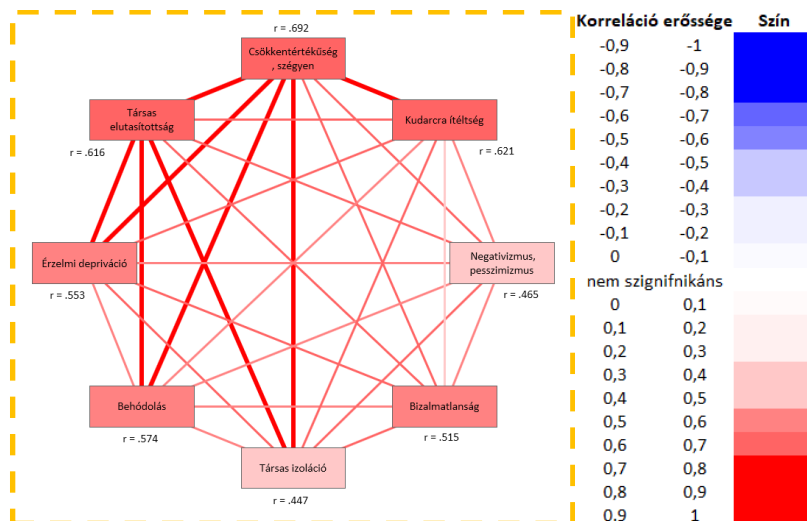 r = .692
Csökkentértékűség
, szégyen
Társas
elutasítottság
Kudarcra ítéltség
r = .616
r = .621
Érzelmi depriváció
Negativizmus,
pesszimizmus
r = .553
r = .465
Behódolás
Bizalmatlanság
r = .574
r = .515
Társas izoláció
r = .447
Korreláció erőssége Szín
-0,9 -1
-0,8 -0,9
-0,7 -0,8
-0,6 -0,7
-0,5 -0,6
-0,4 -0,5
-0,3 -0,4
-0,2 -0,3
-0,1 -0,2
0 -0,1
nem szignifnikáns
0 0,1
0,1 0,2
0,2 0,3
0,3 0,4
0,4 0,5
0,5 0,6
0,6 0,7
0,7 0,8
0,8 0,9
0,9 1